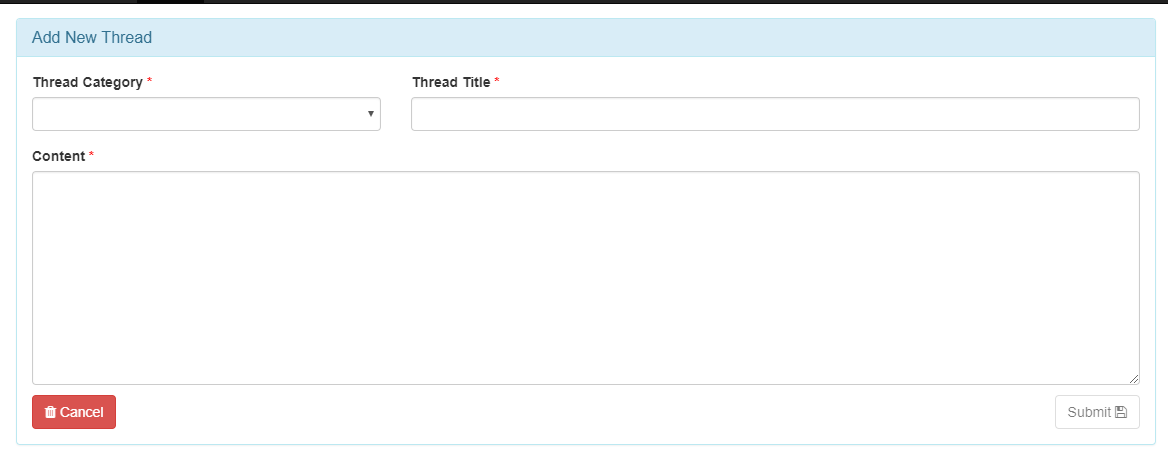 Add New Thread
Thread Category *
Thread Title *
Content *
Cancel
Submit